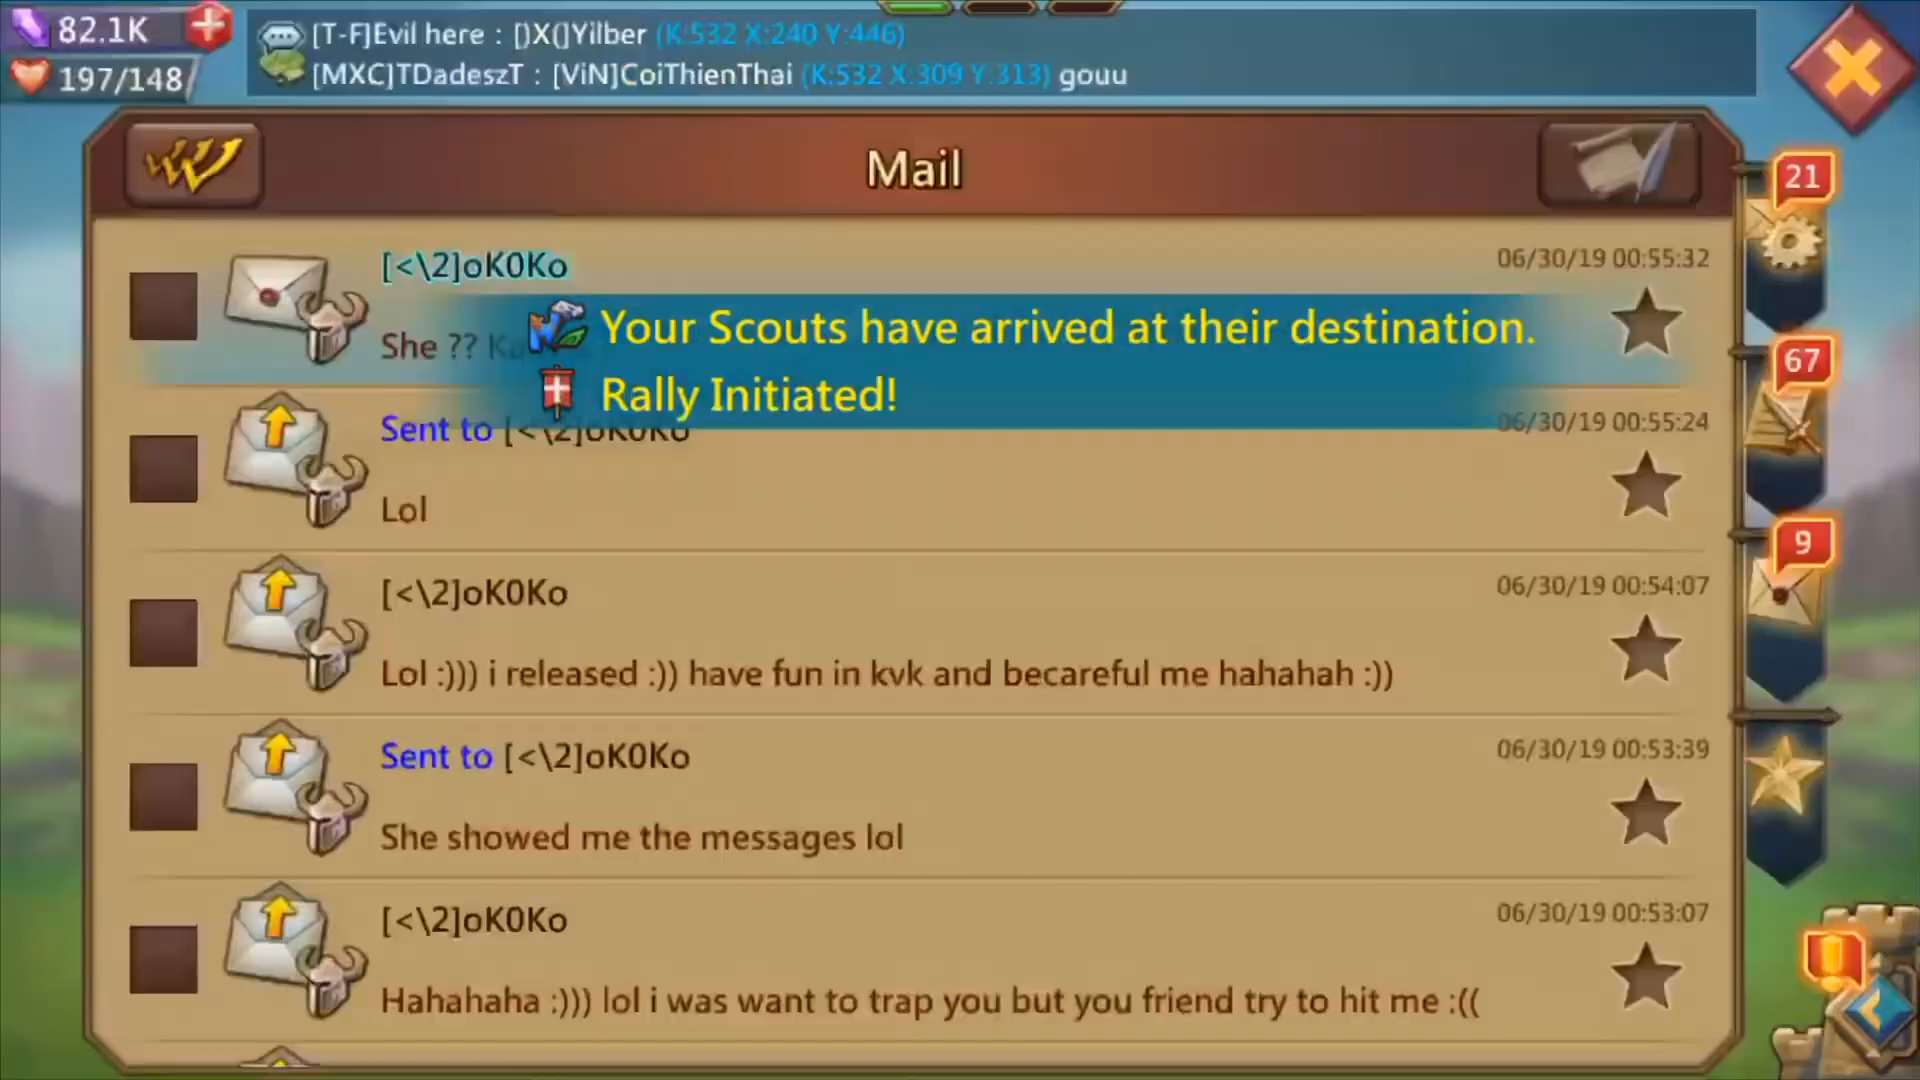 82.1K
197/148
[T-F]Evil here : [)X(]Yilber (K:532 X:240 Y:446)
[MXC]TDadeszT : [ViN]CoiThienThai (K:532 X:309 Y:313) gouu
Mail
21
67
9
[<\2]oK0Ko
06/30/19 00:55:32
She ??
Your Scouts have arrived at their destination.
Rally Initiated!
Sent to [<\2]oK0Ko
06/30/19 00:55:24
Lol
[<\2]oK0Ko
06/30/19 00:54:07
Lol :))) i released :)) have fun in kvk and becareful me hahahah :))
Sent to [<\2]oK0Ko
06/30/19 00:53:39
She showed me the messages lol
[<\2]oK0Ko
06/30/19 00:53:07
Hahahaha :))) lol i was want to trap you but you friend try to hit me :((